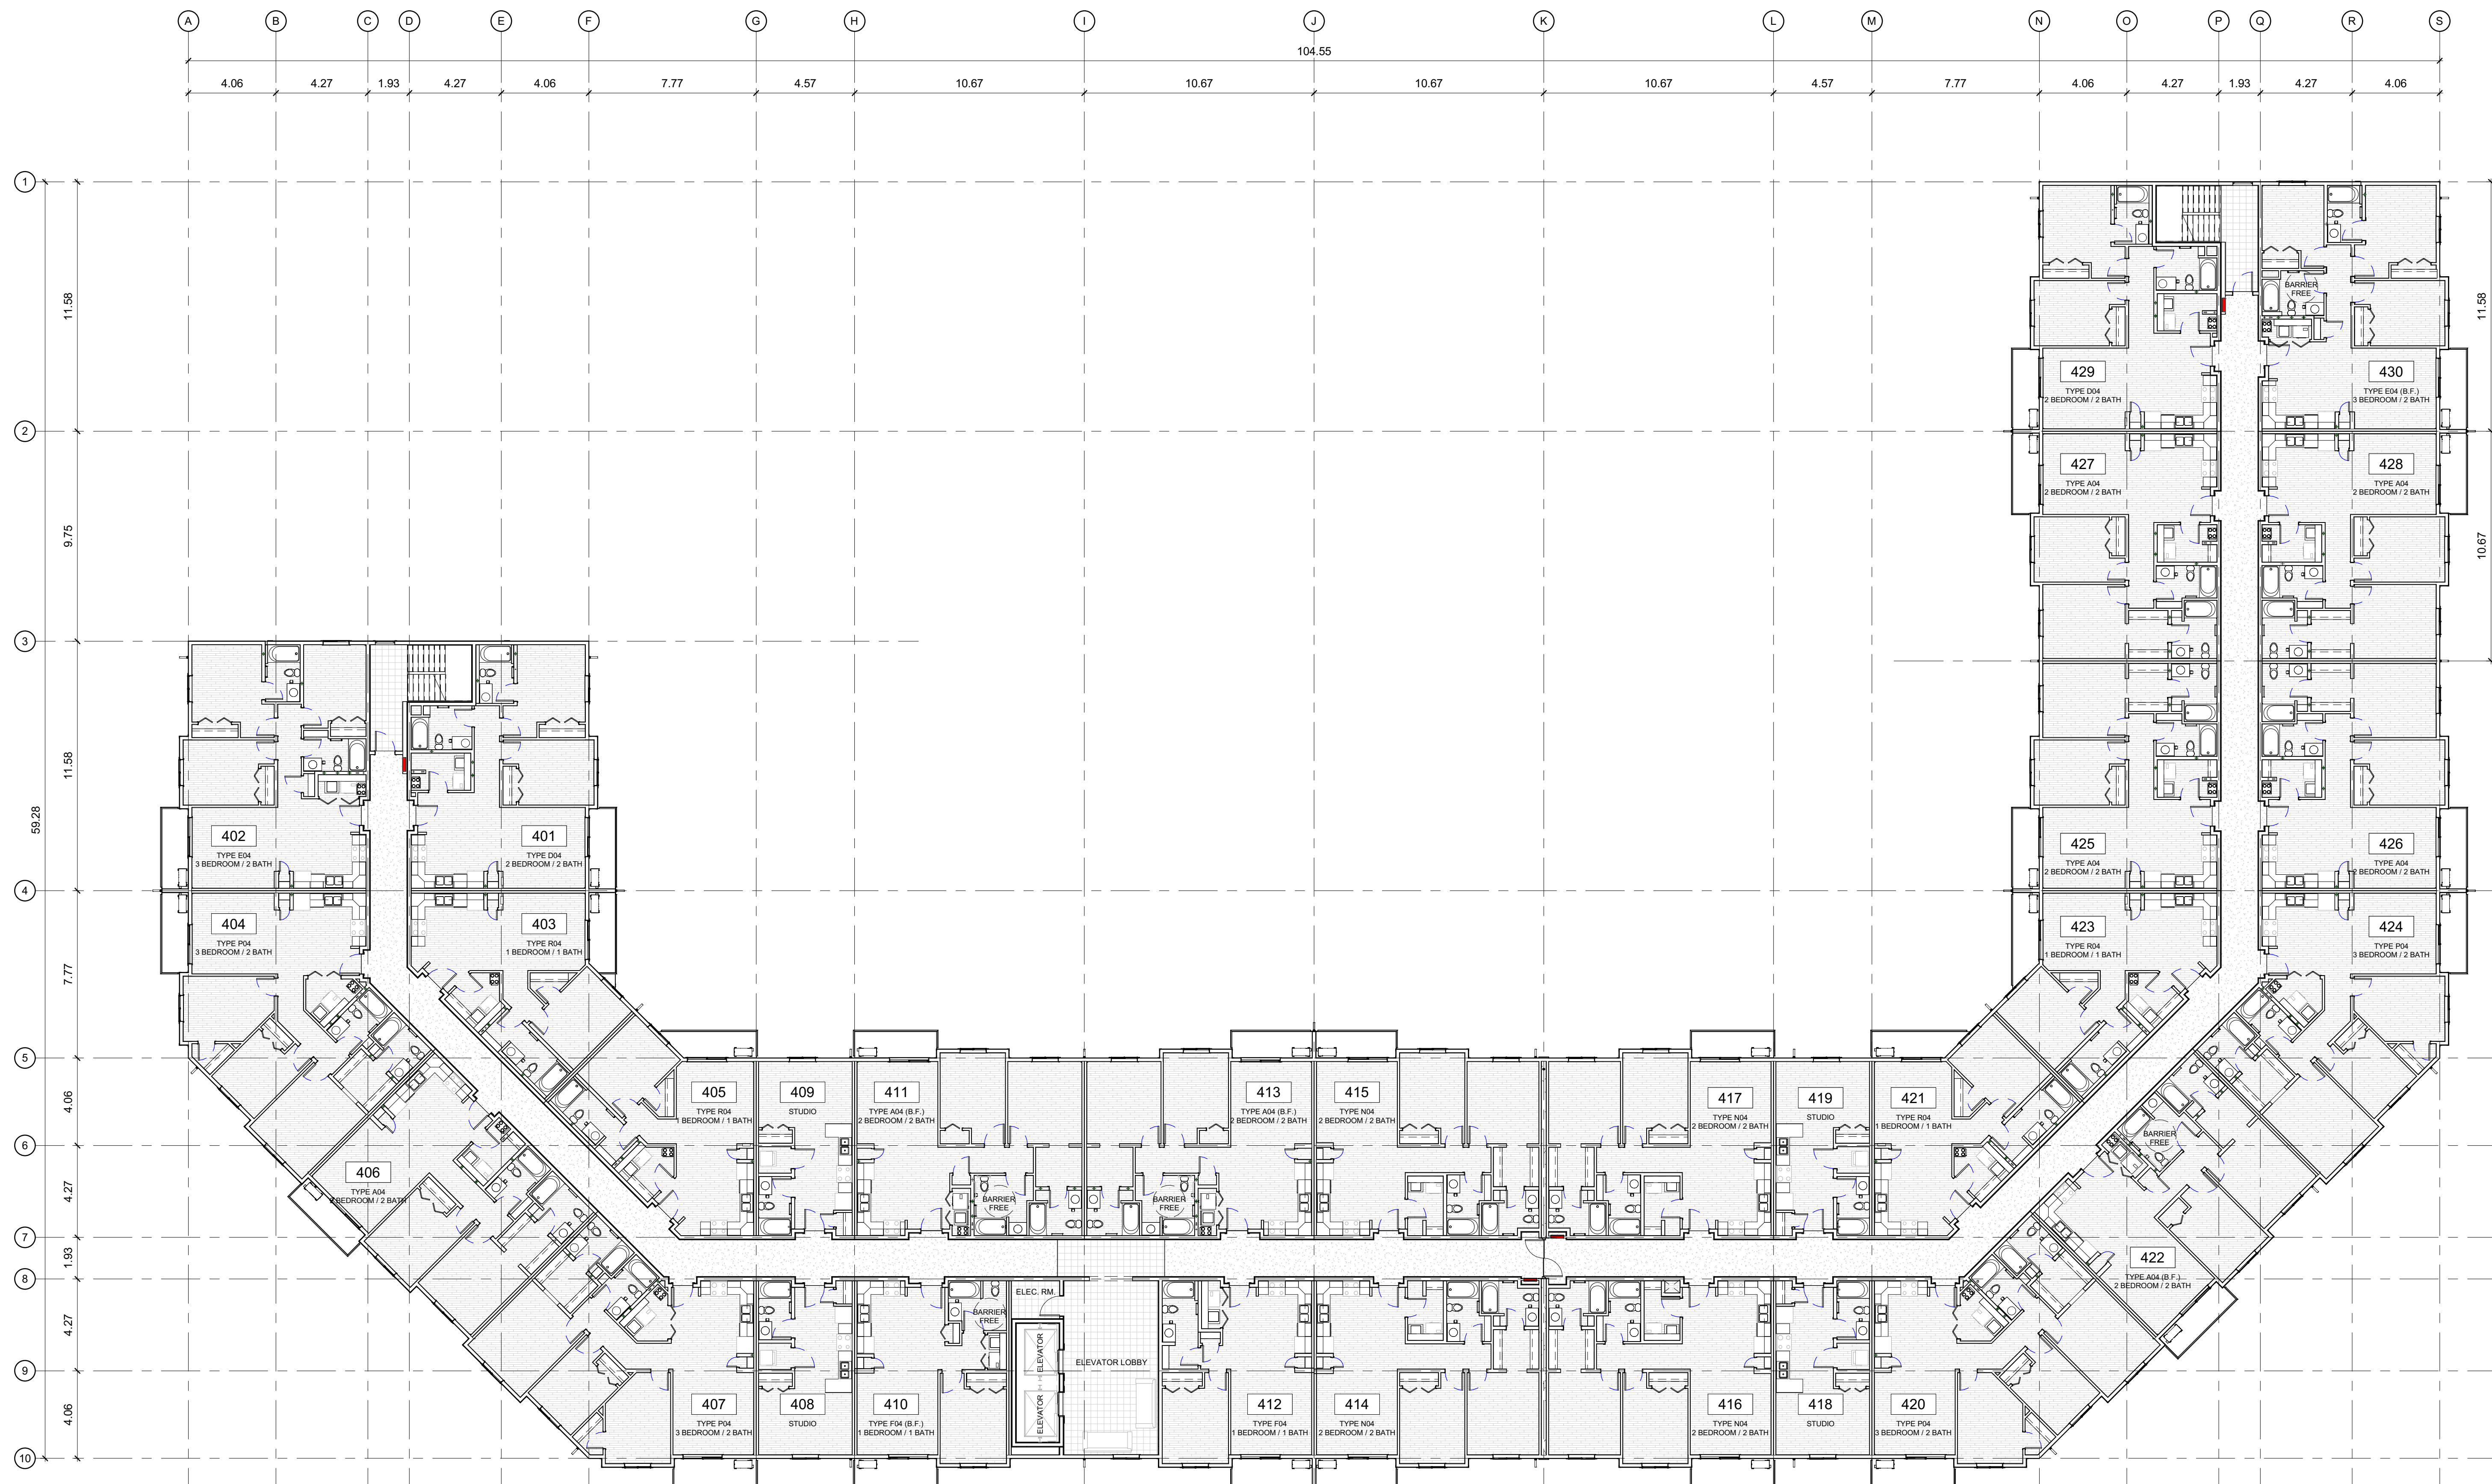 A B C D E F G H I J K L M N O P Q R S
104.55
4.06 4.27 1.93 4.27 4.06 7.77 4.57 10.67 10.67 10.67 10.67 4.57 7.77 4.06 4.27 1.93 4.27 4.06
1
11.58
11.58
BARRIER
FREE
429
TYPE D04
2 BEDROOM / 2 BATH
430
TYPE E04 (B.F.)
3 BEDROOM / 2 BATH
2
427
TYPE A04
2 BEDROOM / 2 BATH
428
TYPE A04
2 BEDROOM / 2 BATH
9.75
10.67
3
11.58
59.28
402
TYPE E04
3 BEDROOM / 2 BATH
401
TYPE D04
2 BEDROOM / 2 BATH
425
TYPE A04
2 BEDROOM / 2 BATH
426
TYPE A04
2 BEDROOM / 2 BATH
4
404
TYPE P04
3 BEDROOM / 2 BATH
403
TYPE R04
1 BEDROOM / 1 BATH
423
TYPE R04
1 BEDROOM / 1 BATH
424
TYPE P04
3 BEDROOM / 2 BATH
7.77
5
4.06
405
TYPE R04
1 BEDROOM / 1 BATH
409
STUDIO
411
TYPE A04 (B.F.)
2 BEDROOM / 2 BATH
413
TYPE A04 (B.F.)
2 BEDROOM / 2 BATH
415
TYPE N04
2 BEDROOM / 2 BATH
417
TYPE N04
2 BEDROOM / 2 BATH
419
STUDIO
421
TYPE R04
1 BEDROOM / 1 BATH
BARRIER
FREE
6
406
TYPE A04
2 BEDROOM / 2 BATH
4.27
BARRIER
FREE
BARRIER
FREE
7
1.93
422
TYPE A04 (B.F.)
2 BEDROOM / 2 BATH
8
ELEC. RM.
BARRIER
FREE
4.27
ELEVATOR
ELEVATOR LOBBY
9
4.06
ELEVATOR
407
TYPE P04
3 BEDROOM / 2 BATH
408
STUDIO
410
TYPE F04 (B.F.)
1 BEDROOM / 1 BATH
412
TYPE F04
1 BEDROOM / 1 BATH
414
TYPE N04
2 BEDROOM / 2 BATH
416
TYPE N04
2 BEDROOM / 2 BATH
418
STUDIO
420
TYPE P04
3 BEDROOM / 2 BATH
10